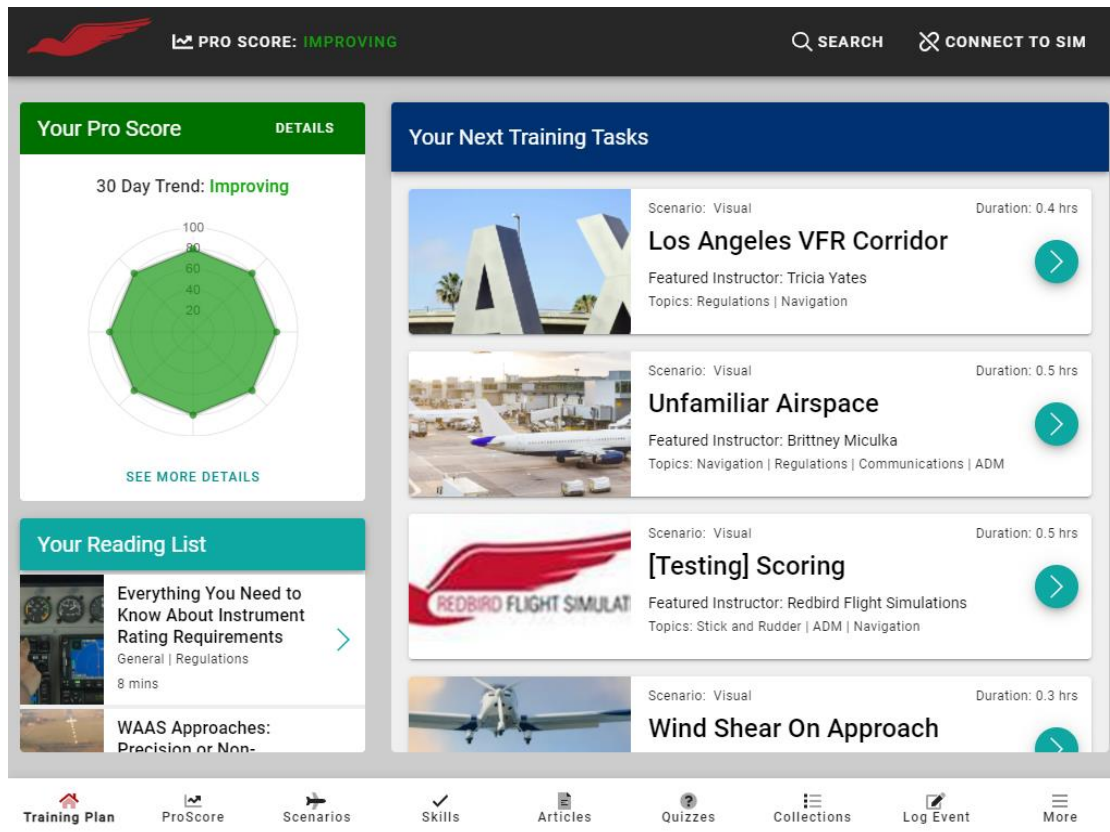 PRO SCORE: IMPROVING
SEARCH
CONNECT TO SIM
Your Pro Score
DETAILS
30 Day Trend: Improving
100
80
60
40
20
SEE MORE DETAILS
Your Reading List
Everything You Need to
Know About Instrument
Rating Requirements
General | Regulations
8 mins
WAAS Approaches:
Precision or Non-
Your Next Training Tasks
Scenario: Visual
Duration: 0.4 hrs
Los Angeles VFR Corridor
Featured Instructor: Tricia Yates
Topics: Regulations | Navigation
Scenario: Visual
Duration: 0.5 hrs
Unfamiliar Airspace
Featured Instructor: Brittney Miculka
Topics: Navigation | Regulations | Communications | ADM
REDBIRD FLIGHT SIMULAT
Scenario: Visual
Duration: 0.5 hrs
[Testing] Scoring
Featured Instructor: Redbird Flight Simulations
Topics: Stick and Rudder | ADM | Navigation
Scenario: Visual
Duration: 0.3 hrs
Wind Shear On Approach
Training Plan
ProScore
Scenarios
Skills
Articles
Quizzes
Collections
Log Event
More